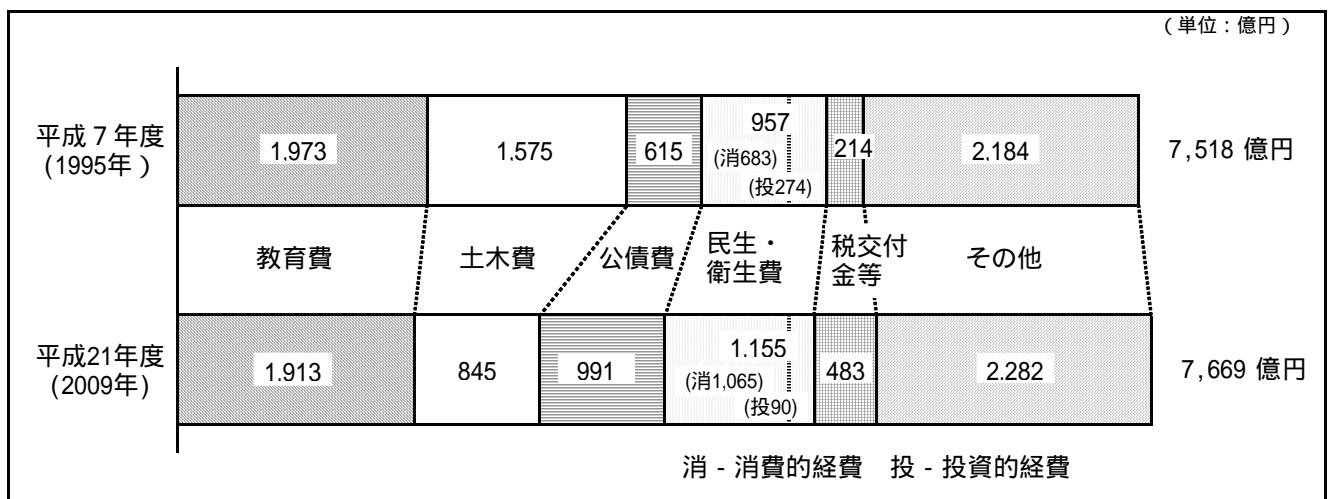 （単位：億円）
平成７年度
(1995年 )
1.973
1.575
615
957
(消683)
(投274)
214
2.184
7,518 億円
教育費
土木費
公債費
民生・
衛生費
税交付
金等
その他
平成21年度
(2009年)
1.913
845
991
1.155
(消1,065)
(投90)
483
2.282
7,669 億円
消 - 消費的経費　投 - 投資的経費